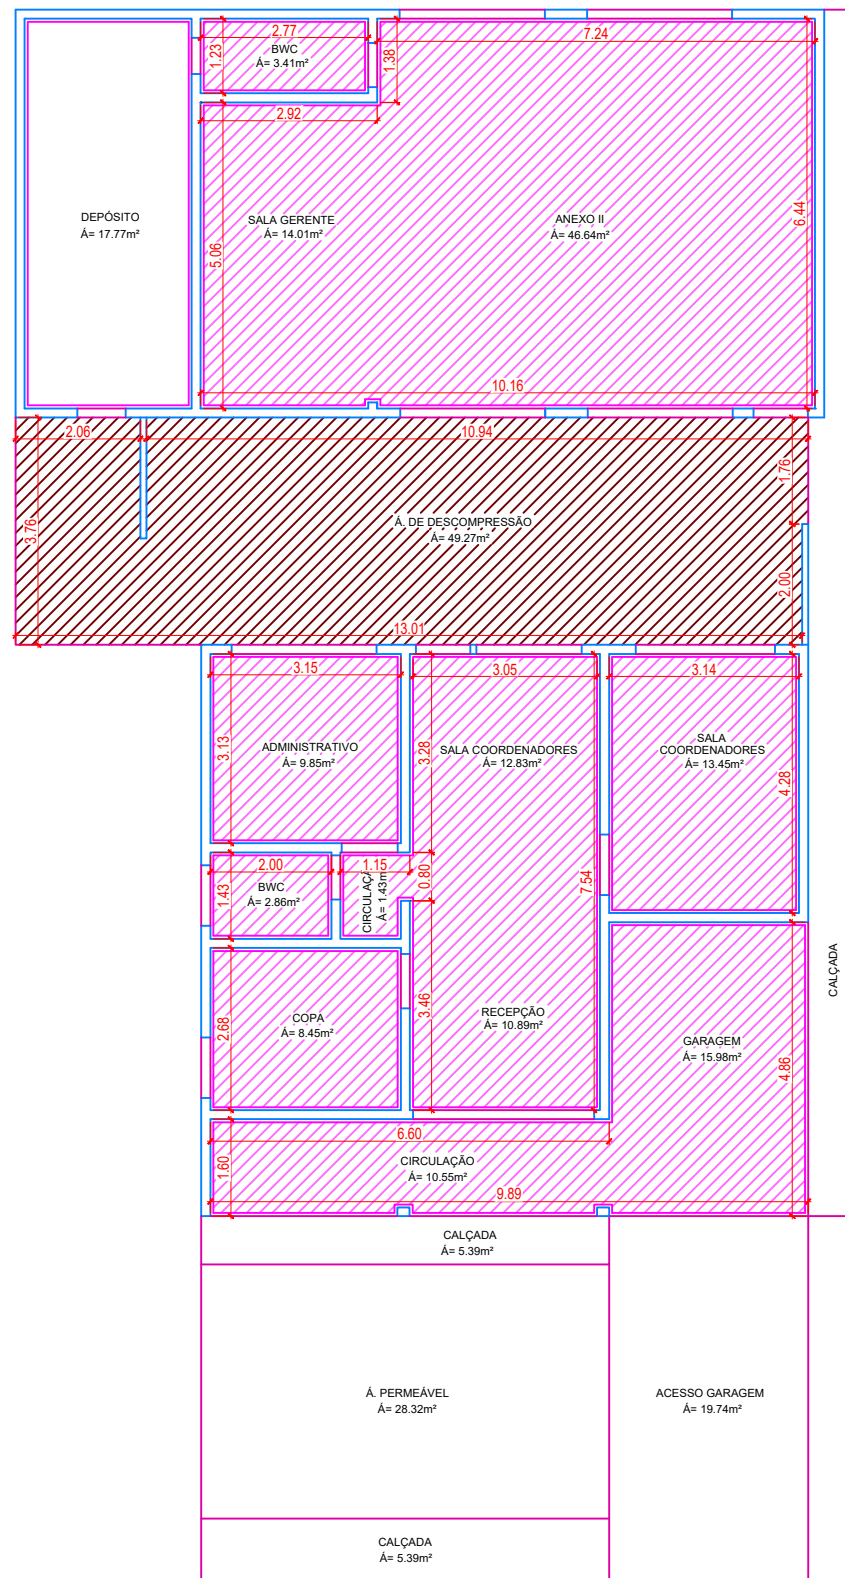 2.77
7.24
BWC
Á= 3.41m²
1.23
1.38
2.92
DEPÓSITO
Á= 17.77m²
SALA GERENTE
Á= 14.01m²
ANEXO II
Á= 46.64m²
6.44
5.06
10.16
2.06
10.94
1.76
3.76
Á. DE DESCOMPRESSÃO
Á= 49.27m²
2.00
13.01
3.15
3.05
3.14
ADMINISTRATIVO
Á= 9.85m²
3.13
SALA COORDENADORES
Á= 12.83m²
3.28
SALA
COORDENADORES
Á= 13.45m²
4.28
2.00
1.15
BWC
Á= 2.86m²
1.43
CIRCULAÇÃO
Á= 1.43m²
0.80
7.54
CALÇADA
COPA
Á= 8.45m²
2.68
3.46
RECEPÇÃO
Á= 10.89m²
GARAGEM
Á= 15.98m²
4.86
6.60
CIRCULAÇÃO
Á= 10.55m²
1.60
9.89
CALÇADA
Á= 5.39m²
Á. PERMEÁVEL
Á= 28.32m²
ACESSO GARAGEM
Á= 19.74m²
CALÇADA
Á= 5.39m²